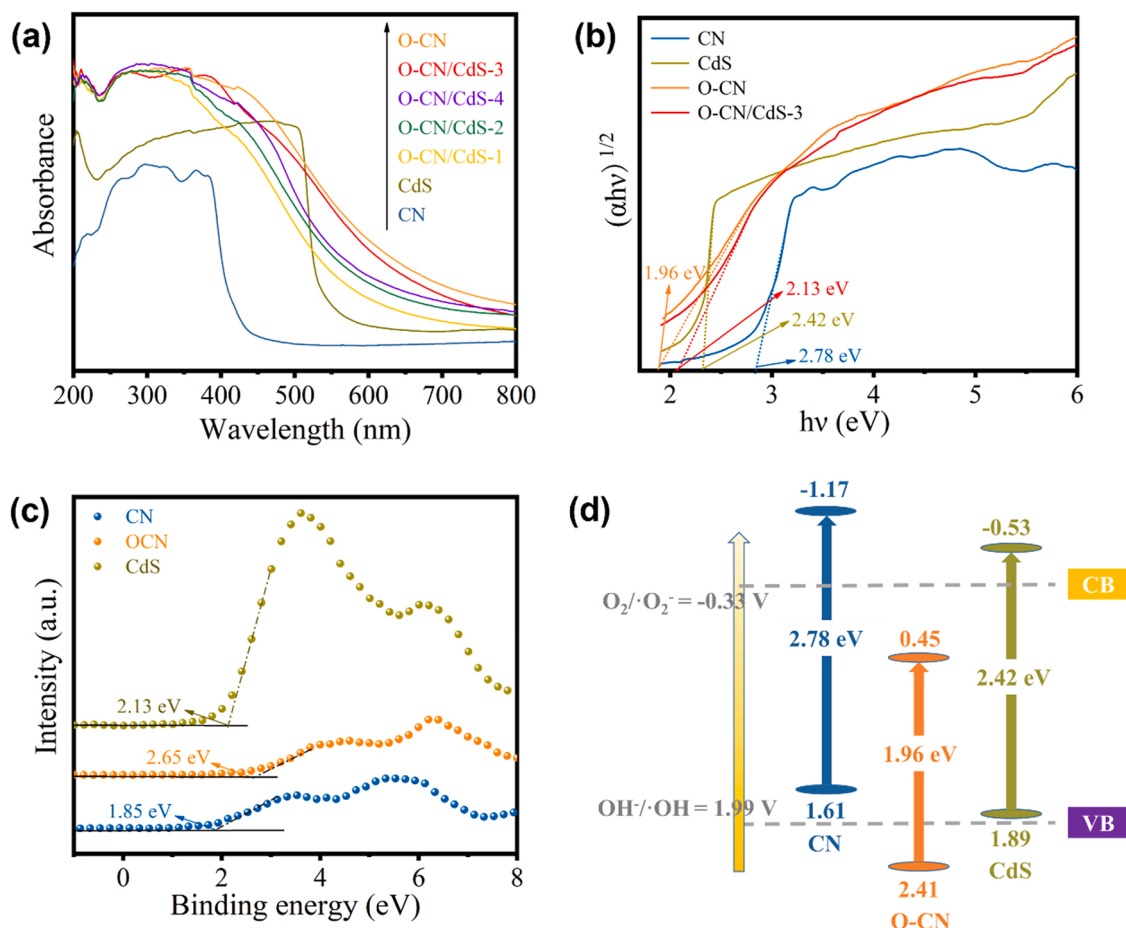 (a)
O-CN
O-CN/CdS-3
O-CN/CdS-4
O-CN/CdS-2
O-CN/CdS-1
CdS
CN
Absorbance
200 300 400 500 600 700 800
Wavelength (nm)
(b)
CN
CdS
O-CN
O-CN/CdS-3
(αhν) 1/2
1.96 eV
2.13 eV
2.42 eV
2.78 eV
2 3 4 5 6
hν (eV)
(c)
CN
OCN
CdS
Intensity (a.u.)
2.13 eV
2.65 eV
1.85 eV
0 2 4 6 8
Binding energy (eV)
(d)
-1.17
-0.53
CB
O₂/·O₂⁻ = -0.33 V
2.78 eV
0.45
2.42 eV
1.96 eV
OH⁻/·OH = 1.99 V
1.61
CN
VB
1.89
CdS
2.41
O-CN